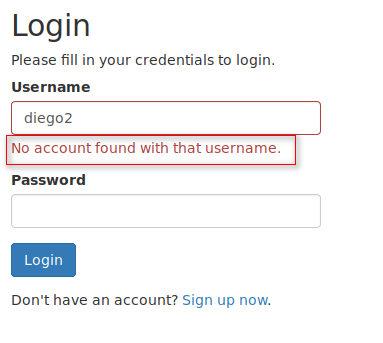 Login
Please fill in your credentials to login.
Username
diego2
No account found with that username.
Password
Login
Don't have an account? Sign up now.